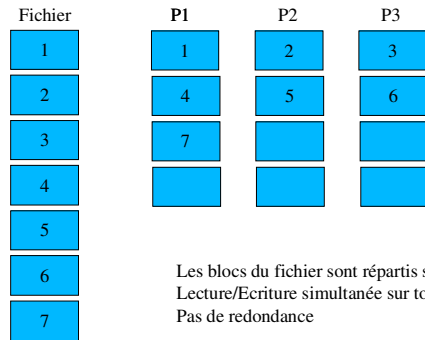 Fichier P1 P2 P3
1 1 2 3
2 4 5 6
3 7
4
5
6
7
Les blocs du fichier sont répartis
Lecture/Ecriture simultanée sur
Pas de redondance